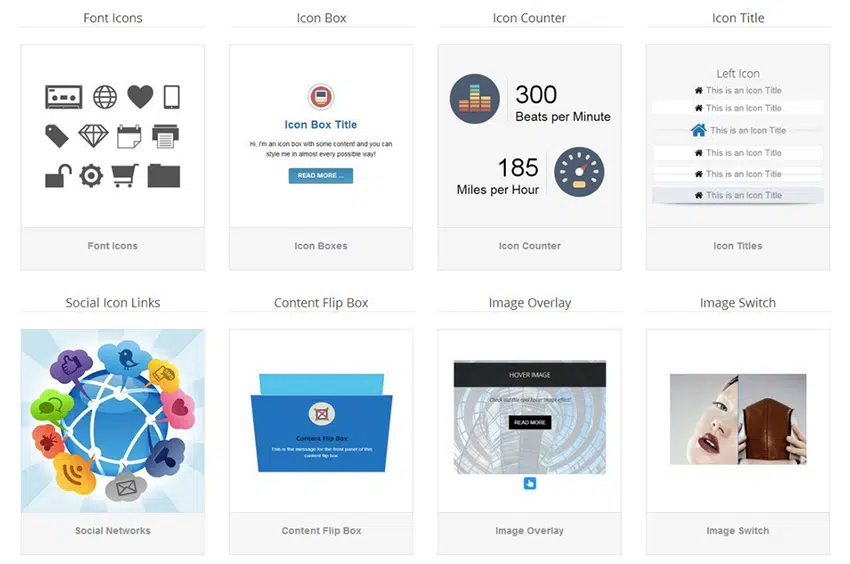 Font Icons
Icon Box
Icon Counter
Icon Title
Icon Box Title
Hi, I'm an icon box with some content and you can
style me in almost every possible way!
READ MORE ...
300
Beats per Minute
185
Miles per Hour
Left Icon
This is an Icon Title
This is an Icon Title
This is an Icon Title
This is an Icon Title
This is an Icon Title
This is an Icon Title
Font Icons
Icon Boxes
Icon Counter
Icon Titles
Social Icon Links
Content Flip Box
Image Overlay
Image Switch
Content Flip Box
This is the message for the front panel of this
content flip box.
HOVER IMAGE
Check out this cool hover image effect!
READ MORE
Social Networks
Content Flip Box
Image Overlay
Image Switch